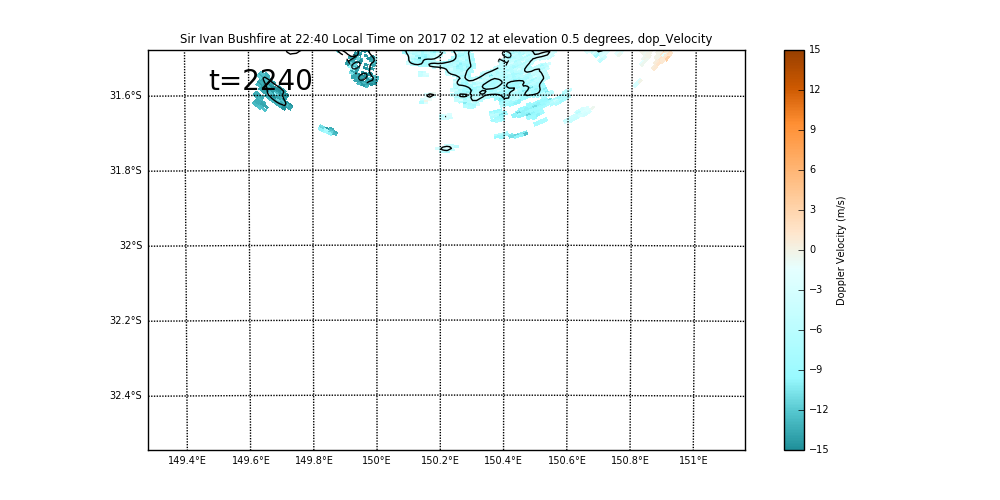 Sir Ivan Bushfire at 22:40 Local Time on 2017 02 12 at elevation 0.5 degrees, dop_Velocity
t=2240
10
31.6°S
31.8°S
32°S
32.2°S
32.4°S
149.4°E 149.6°E 149.8°E 150°E 150.2°E 150.4°E 150.6°E 150.8°E 151°E
15
12
9
6
3
0
−3
−6
−9
−12
−15
Doppler Velocity (m/s)